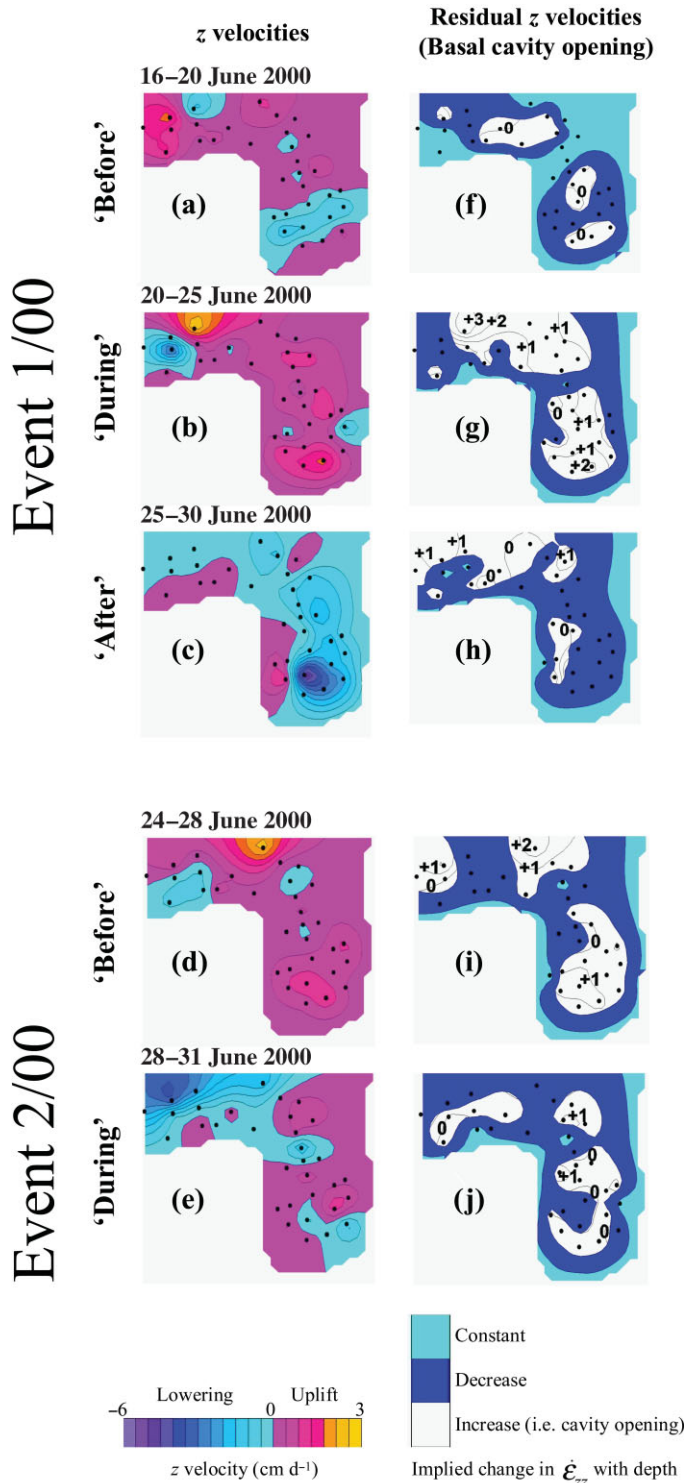 z velocities
Residual z velocities
(Basal cavity opening)
Event 1/00
16–20 June 2000
‘Before’
(a)
(f)
0
0
0
20–25 June 2000
‘During’
(b)
(g)
+3
+2
+1
+1
0
+1
+1
+2
25–30 June 2000
‘After’
(c)
(h)
+1
+1
0
0
+1
0
Event 2/00
24–28 June 2000
‘Before’
(d)
(i)
+1
0
+2
+1
0
+1
28–31 June 2000
‘During’
(e)
(j)
0
+1
0
+1
0
0
Constant
Decrease
Increase (i.e. cavity opening)
Lowering
Uplift
–6
0
3
z velocity (cm d–1)
Implied change in ε̇xx with depth